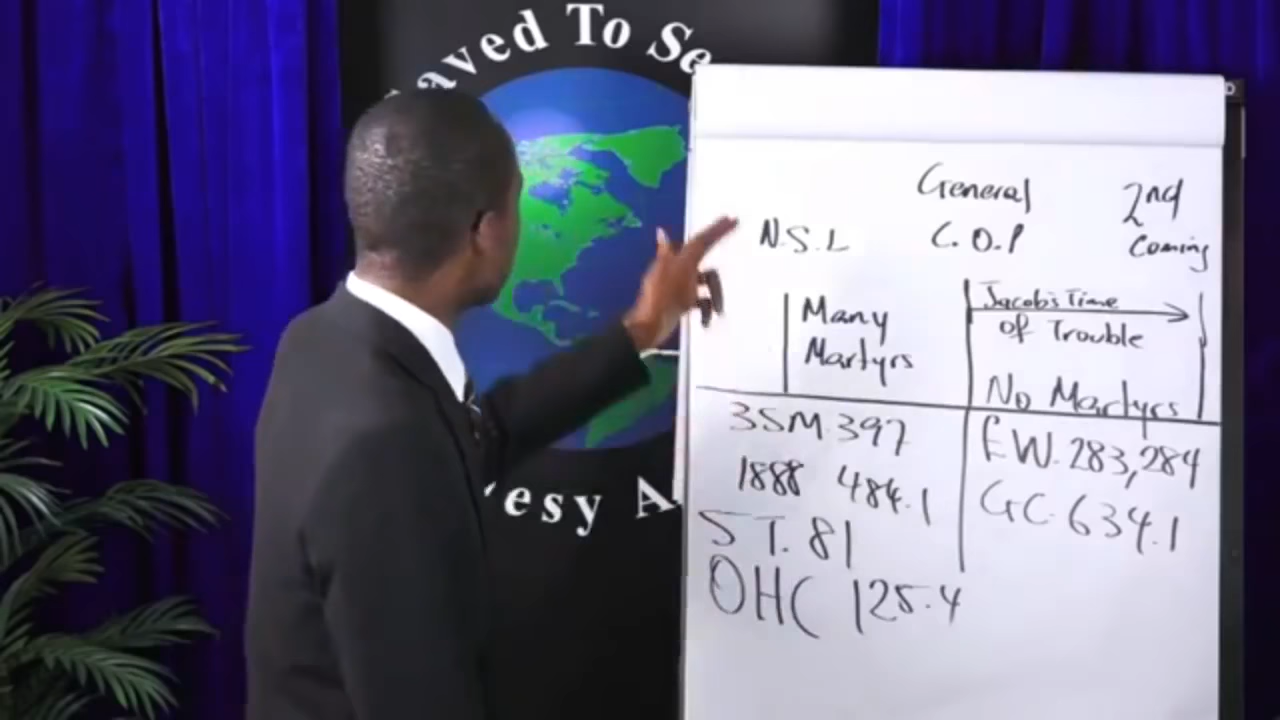 aved To Se
esy A
General 2nd
N.S.L C.O.P Coming
Jacob's Time
Many of Trouble
Martyrs No Martyrs
3SM 397 EW. 283,284
1888 484.1 GC. 634.1
5T. 81
OHC 125.4